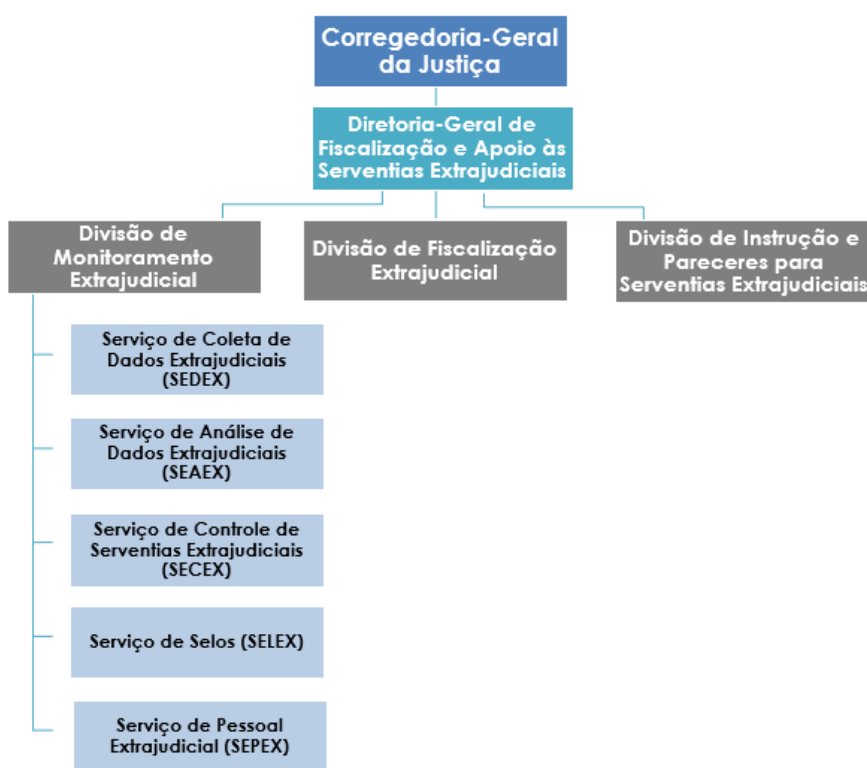 Corregedoria-Geral
da Justiça
Diretoria-Geral de
Fiscalização e Apoio às
Serventias Extrajudiciais
Divisão de
Monitoramento
Extrajudicial
Divisão de Fiscalização
Extrajudicial
Divisão de Instrução e
Pareceres para
Serventias Extrajudiciais
Serviço de Coleta de
Dados Extrajudiciais
(SEDEX)
Serviço de Análise de
Dados Extrajudiciais
(SEAEX)
Serviço de Controle de
Serventias Extrajudiciais
(SECEX)
Serviço de Selos (SELEX)
Serviço de Pessoal
Extrajudicial (SEPEX)